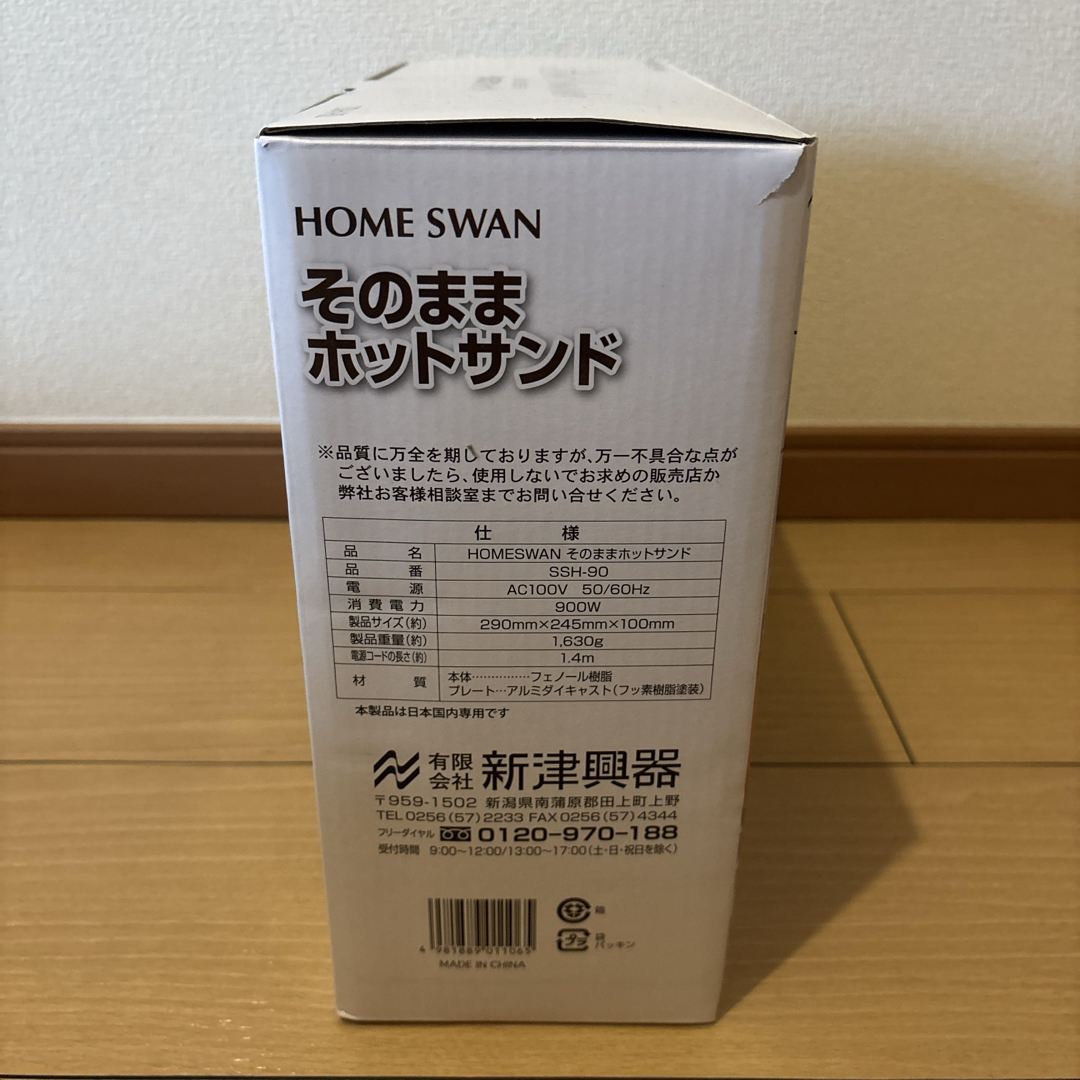 HOME SWAN
そのまま
ホットサンド
※品質に万全を期しておりますが、万一不具合な点が
ございましたら、使用しないでお求めの販売店か
弊社お客様相談室までお問い合せください。
仕 様
品 名 HOMESWAN そのままホットサンド
品 番 SSH-90
電 源 AC100V 50/60Hz
消費電力 900W
製品サイズ(約) 290mm×245mm×100mm
製品重量(約) 1,630g
電源コードの長さ(約) 1.4m
材 質 本体……………フェノール樹脂
プレート…アルミダイキャスト(フッ素樹脂塗装)
本製品は日本国内専用です
有限会社 新津興器
〒959-1502 新潟県南蒲原郡田上町上野
TEL 0256(57)2233 FAX 0256(57)4344
フリーダイヤル 0120-970-188
受付時間 9:00〜12:00/13:00〜17:00(土・日・祝日を除く)
4 981869 011065
箱
プラ 袋
パッキン
MADE IN CHINA